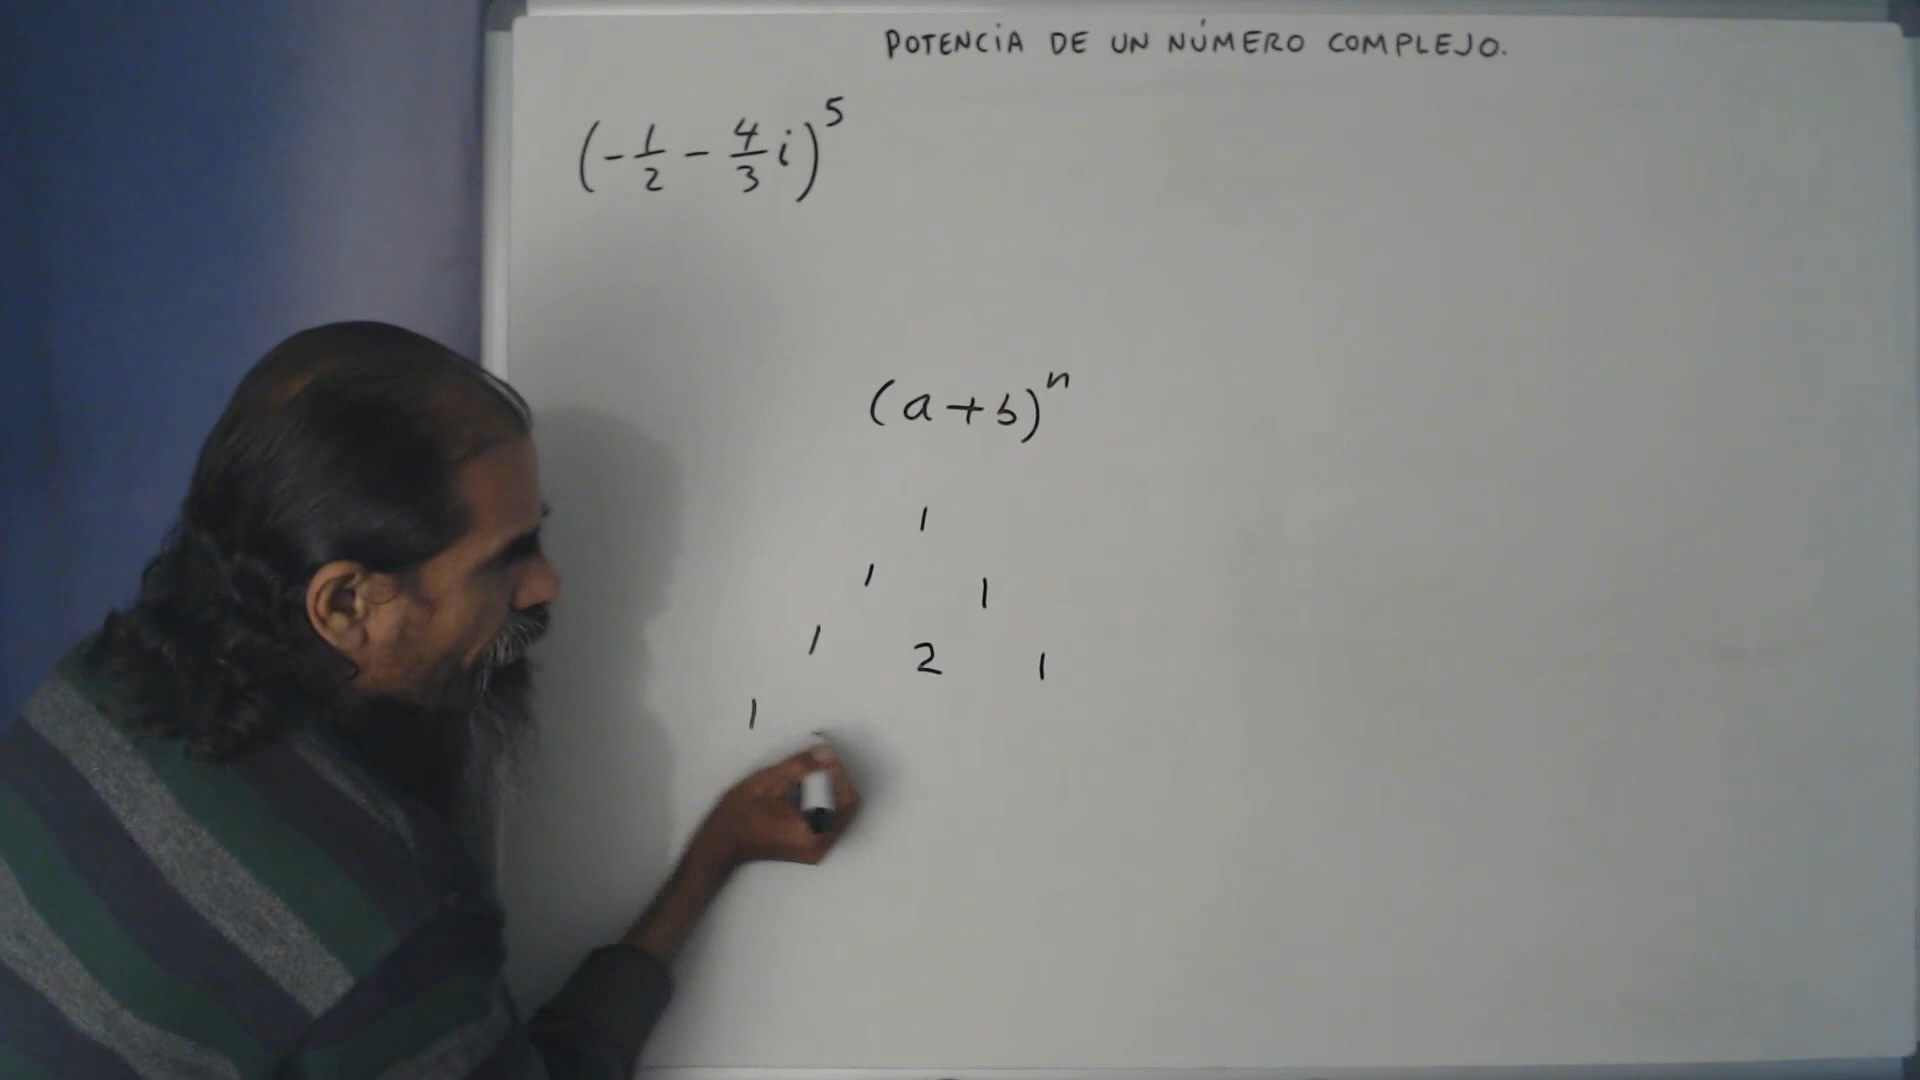 POTENCIA DE UN NÚMERO COMPLEJO.
(-1/2 - 4/3 i)^5
(a+b)^n
1
1 1
1 2 1
1